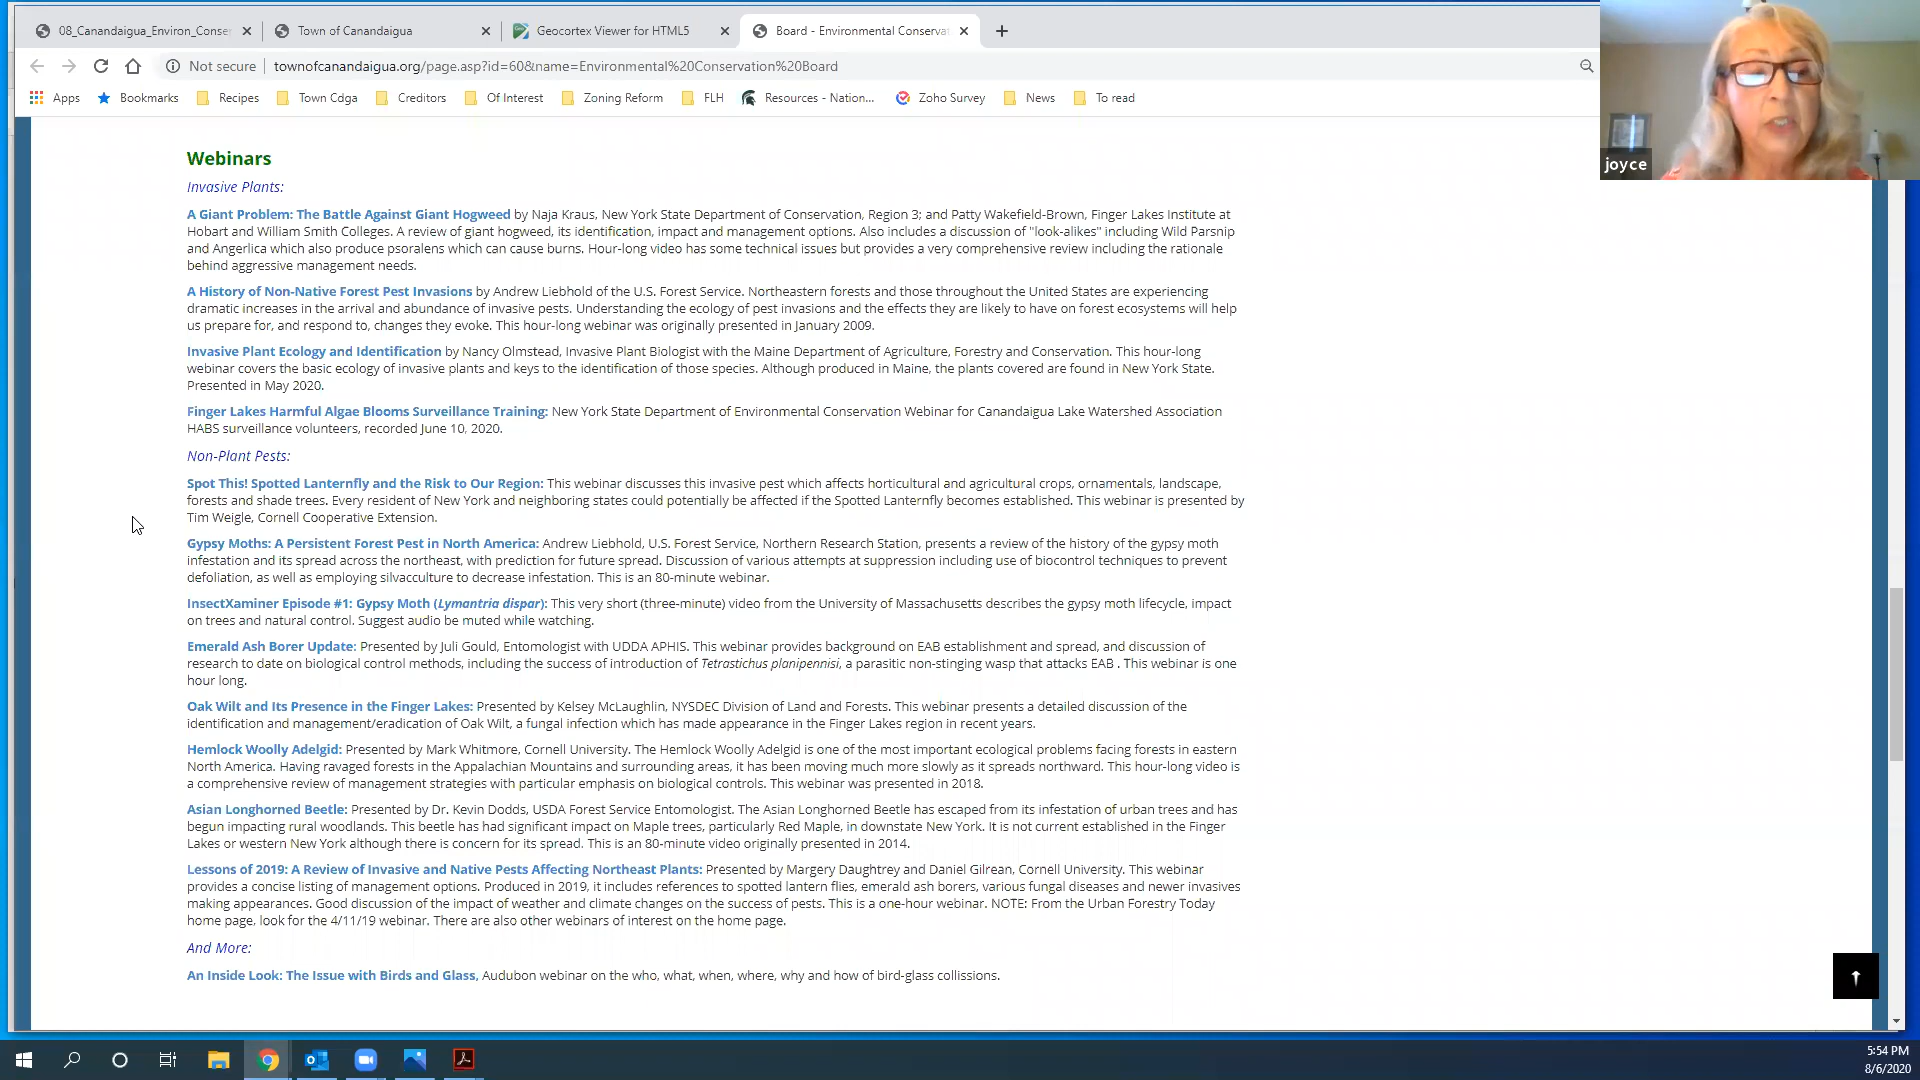 08_Canandaigua_Environ_Conser
Town of Canandaigua
Geocortex Viewer for HTML5
Board - Environmental Conserva
Not secure
townofcanandaigua.org/page.asp?id=60&name=Environmental%20Conservation%20Board
Apps
Bookmarks
Recipes
Town Cdga
Creditors
Of Interest
Zoning Reform
FLH
Resources - Nation...
Zoho Survey
News
To read
joyce
Webinars
Invasive Plants:
A Giant Problem: The Battle Against Giant Hogweed by Naja Kraus, New York State Department of Conservation, Region 3; and Patty Wakefield-Brown, Finger Lakes Institute at
Hobart and William Smith Colleges. A review of giant hogweed, its identification, impact and management options. Also includes a discussion of "look-alikes" including Wild Parsnip
and Angerlica which also produce psoralens which can cause burns. Hour-long video has some technical issues but provides a very comprehensive review including the rationale
behind aggressive management needs.
A History of Non-Native Forest Pest Invasions by Andrew Liebhold of the U.S. Forest Service. Northeastern forests and those throughout the United States are experiencing
dramatic increases in the arrival and abundance of invasive pests. Understanding the ecology of pest invasions and the effects they are likely to have on forest ecosystems will help
us prepare for, and respond to, changes they evoke. This hour-long webinar was originally presented in January 2009.
Invasive Plant Ecology and Identification by Nancy Olmstead, Invasive Plant Biologist with the Maine Department of Agriculture, Forestry and Conservation. This hour-long
webinar covers the basic ecology of invasive plants and keys to the identification of those species. Although produced in Maine, the plants covered are found in New York State.
Presented in May 2020.
Finger Lakes Harmful Algae Blooms Surveillance Training: New York State Department of Environmental Conservation Webinar for Canandaigua Lake Watershed Association
HABS surveillance volunteers, recorded June 10, 2020.
Non-Plant Pests:
Spot This! Spotted Lanternfly and the Risk to Our Region: This webinar discusses this invasive pest which affects horticultural and agricultural crops, ornamentals, landscape,
forests and shade trees. Every resident of New York and neighboring states could potentially be affected if the Spotted Lanternfly becomes established. This webinar is presented by
Tim Weigle, Cornell Cooperative Extension.
Gypsy Moths: A Persistent Forest Pest in North America: Andrew Liebhold, U.S. Forest Service, Northern Research Station, presents a review of the history of the gypsy moth
infestation and its spread across the northeast, with prediction for future spread. Discussion of various attempts at suppression including use of biocontrol techniques to prevent
defoliation, as well as employing silvacculture to decrease infestation. This is an 80-minute webinar.
InsectXaminer Episode #1: Gypsy Moth (Lymantria dispar): This very short (three-minute) video from the University of Massachusetts describes the gypsy moth lifecycle, impact
on trees and natural control. Suggest audio be muted while watching.
Emerald Ash Borer Update: Presented by Juli Gould, Entomologist with UDDA APHIS. This webinar provides background on EAB establishment and spread, and discussion of
research to date on biological control methods, including the success of introduction of Tetrastichus planipennisi, a parasitic non-stinging wasp that attacks EAB . This webinar is one
hour long.
Oak Wilt and Its Presence in the Finger Lakes: Presented by Kelsey McLaughlin, NYSDEC Division of Land and Forests. This webinar presents a detailed discussion of the
identification and management/eradication of Oak Wilt, a fungal infection which has made appearance in the Finger Lakes region in recent years.
Hemlock Woolly Adelgid: Presented by Mark Whitmore, Cornell University. The Hemlock Woolly Adelgid is one of the most important ecological problems facing forests in eastern
North America. Having ravaged forests in the Appalachian Mountains and surrounding areas, it has been moving much more slowly as it spreads northward. This hour-long video is
a comprehensive review of management strategies with particular emphasis on biological controls. This webinar was presented in 2018.
Asian Longhorned Beetle: Presented by Dr. Kevin Dodds, USDA Forest Service Entomologist. The Asian Longhorned Beetle has escaped from its infestation of urban trees and has
begun impacting rural woodlands. This beetle has had significant impact on Maple trees, particularly Red Maple, in downstate New York. It is not current established in the Finger
Lakes or western New York although there is concern for its spread. This is an 80-minute video originally presented in 2014.
Lessons of 2019: A Review of Invasive and Native Pests Affecting Northeast Plants: Presented by Margery Daughtrey and Daniel Gilrean, Cornell University. This webinar
provides a concise listing of management options. Produced in 2019, it includes references to spotted lantern flies, emerald ash borers, various fungal diseases and newer invasives
making appearances. Good discussion of the impact of weather and climate changes on the success of pests. This is a one-hour webinar. NOTE: From the Urban Forestry Today
home page, look for the 4/11/19 webinar. There are also other webinars of interest on the home page.
And More:
An Inside Look: The Issue with Birds and Glass, Audubon webinar on the who, what, when, where, why and how of bird-glass collissions.
5:54 PM
8/6/2020